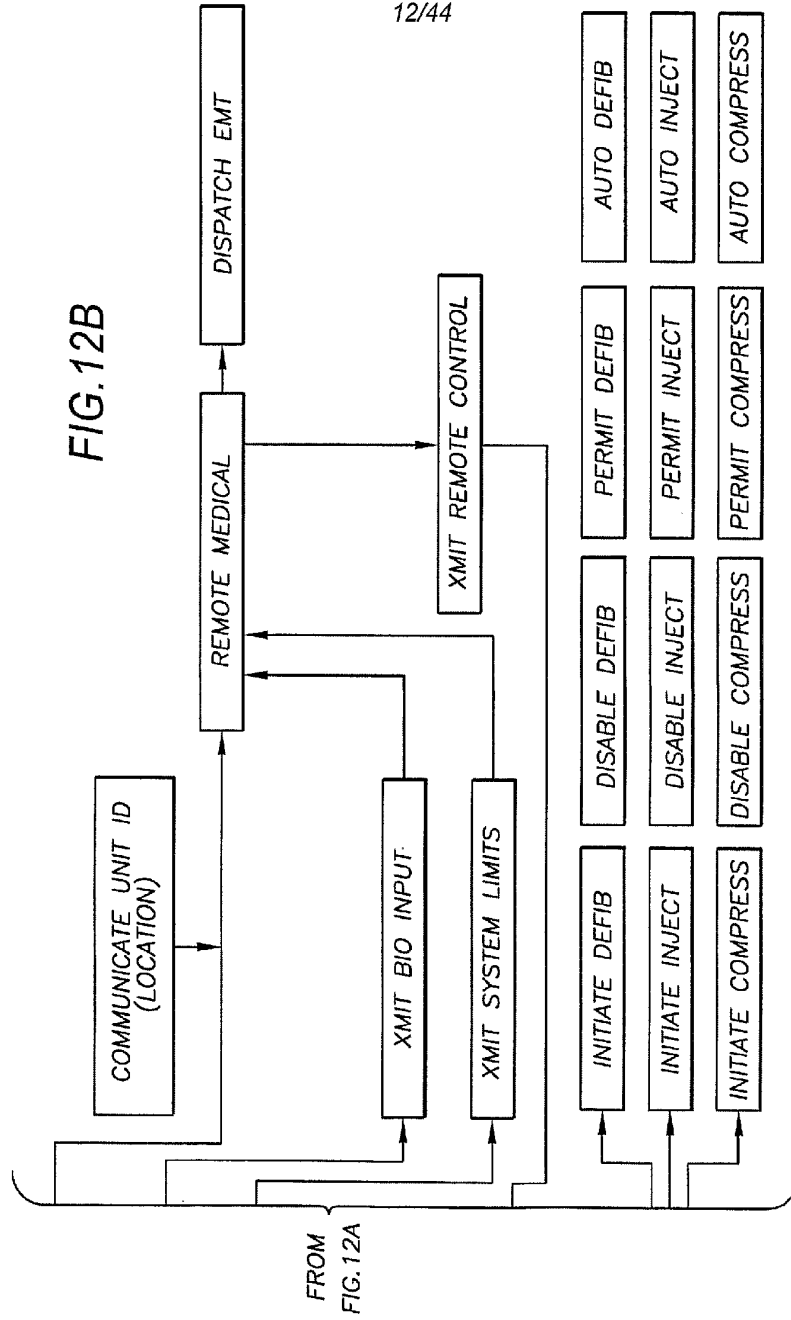 12/44
FIG.12B
COMMUNICATE UNIT ID
(LOCATION)
REMOTE MEDICAL
DISPATCH EMT
XMIT BIO INPUT
XMIT SYSTEM LIMITS
XMIT REMOTE CONTROL
FROM
FIG.12A
INITIATE DEFIB
DISABLE DEFIB
PERMIT DEFIB
AUTO DEFIB
INITIATE INJECT
DISABLE INJECT
PERMIT INJECT
AUTO INJECT
INITIATE COMPRESS
DISABLE COMPRESS
PERMIT COMPRESS
AUTO COMPRESS